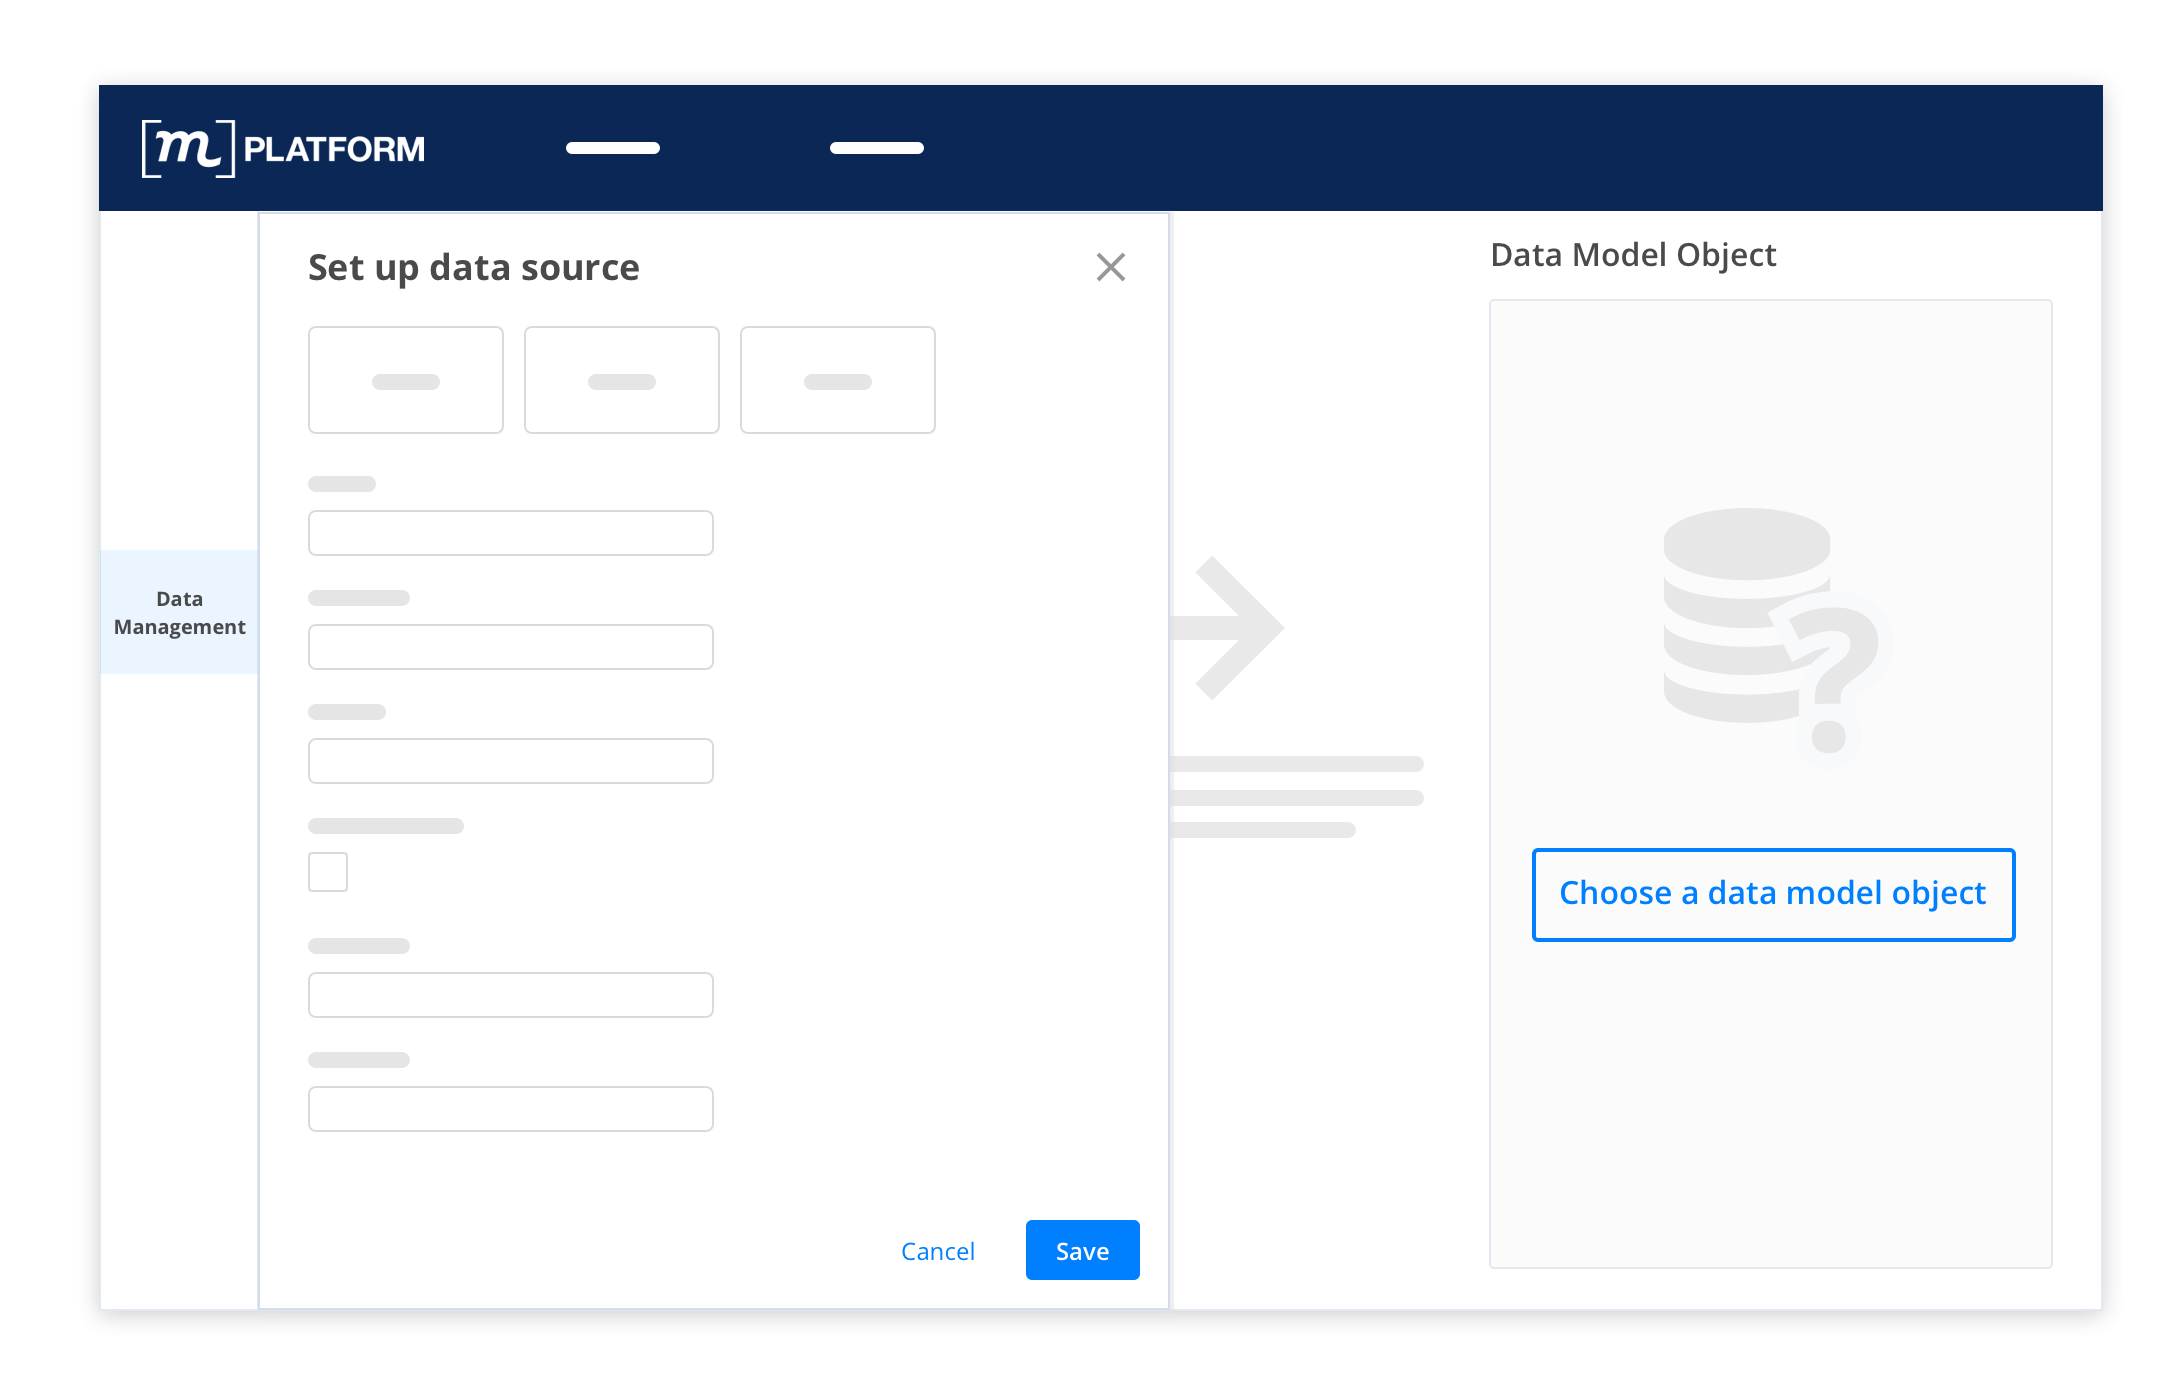 [m] PLATFORM
Set up data source
Data Model Object
Data
Management
Choose a data model object
Cancel
Save